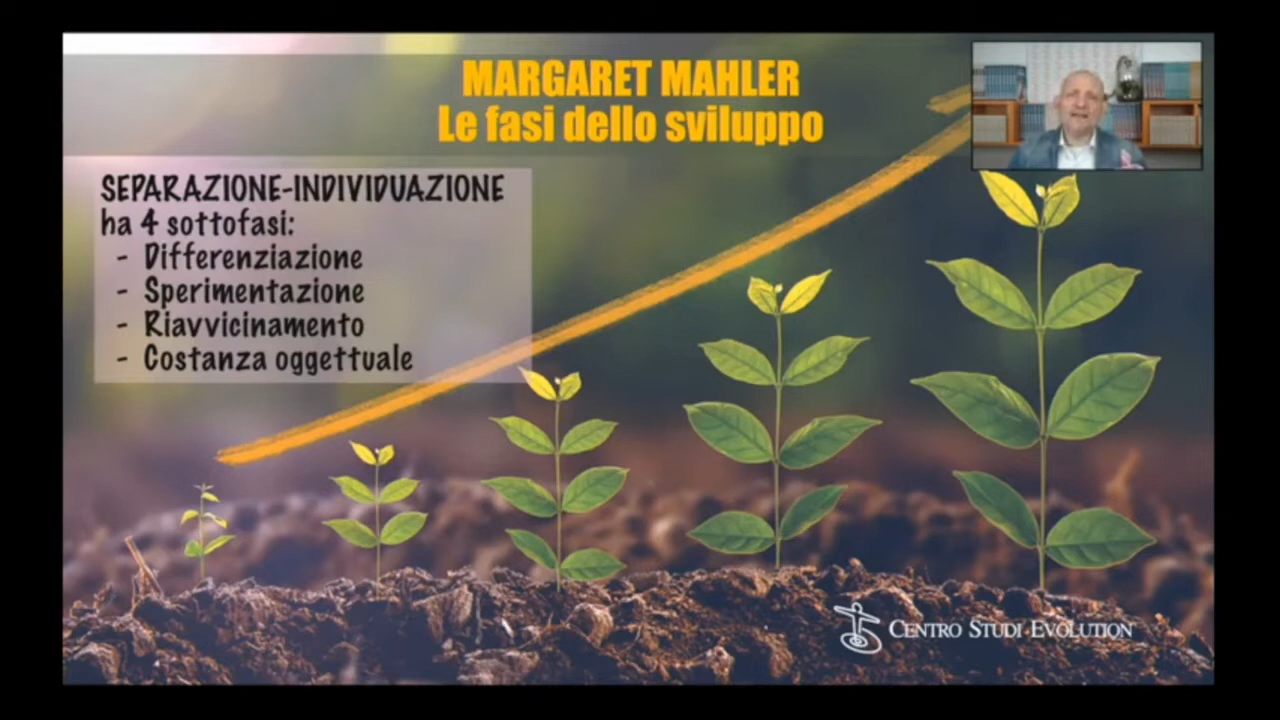 MARGARET MAHLER
Le fasi dello sviluppo
SEPARAZIONE-INDIVIDUAZIONE
ha 4 sottofasi:
- Differenziazione
- Sperimentazione
- Riavvicinamento
- Costanza oggettuale
CENTRO STUDI EVOLUTION